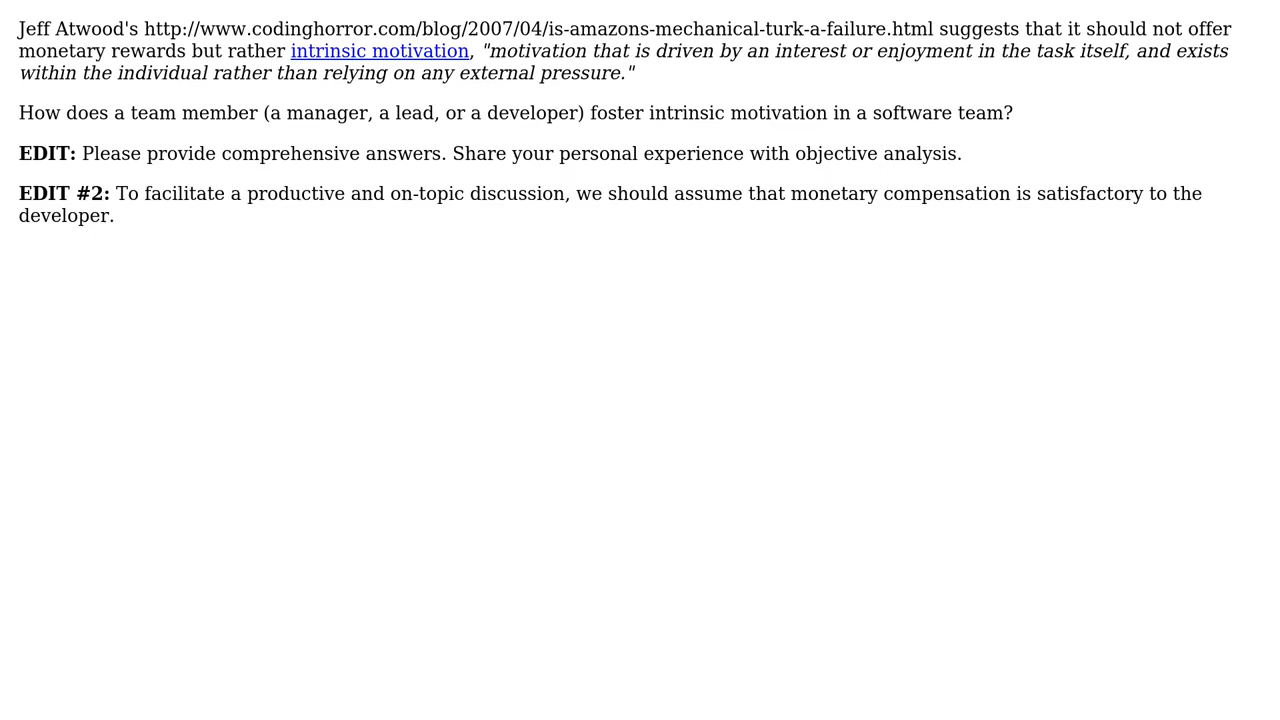 Jeff Atwood's http://www.codinghorror.com/blog/2007/04/is-amazons-mechanical-turk-a-failure.html suggests that it should not offer
monetary rewards but rather intrinsic motivation, "motivation that is driven by an interest or enjoyment in the task itself, and exists
within the individual rather than relying on any external pressure."
How does a team member (a manager, a lead, or a developer) foster intrinsic motivation in a software team?
EDIT: Please provide comprehensive answers. Share your personal experience with objective analysis.
EDIT #2: To facilitate a productive and on-topic discussion, we should assume that monetary compensation is satisfactory to the
developer.